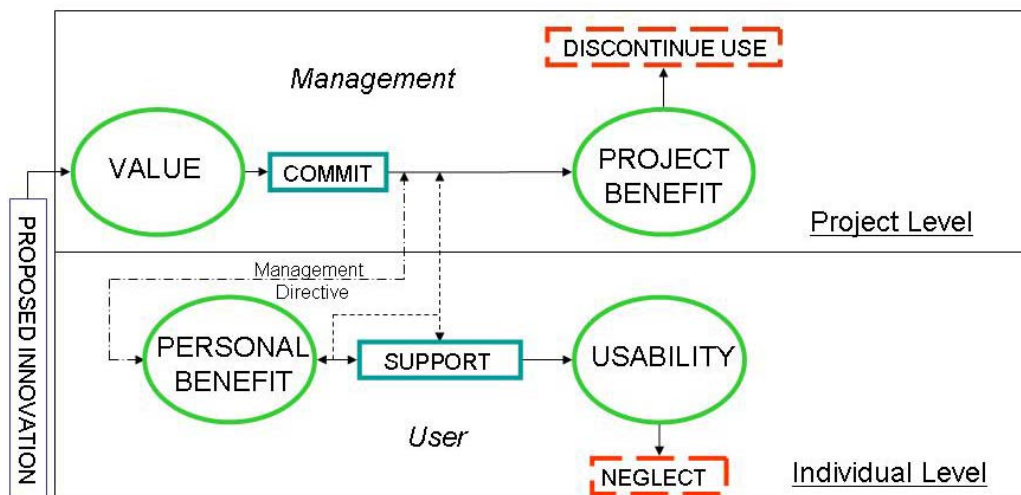 DISCONTINUE USE
Management
VALUE
COMMIT
PROJECT
BENEFIT
Project Level
PROPOSED INNOVATION
Management
Directive
PERSONAL
BENEFIT
SUPPORT
USABILITY
User
NEGLECT
Individual Level